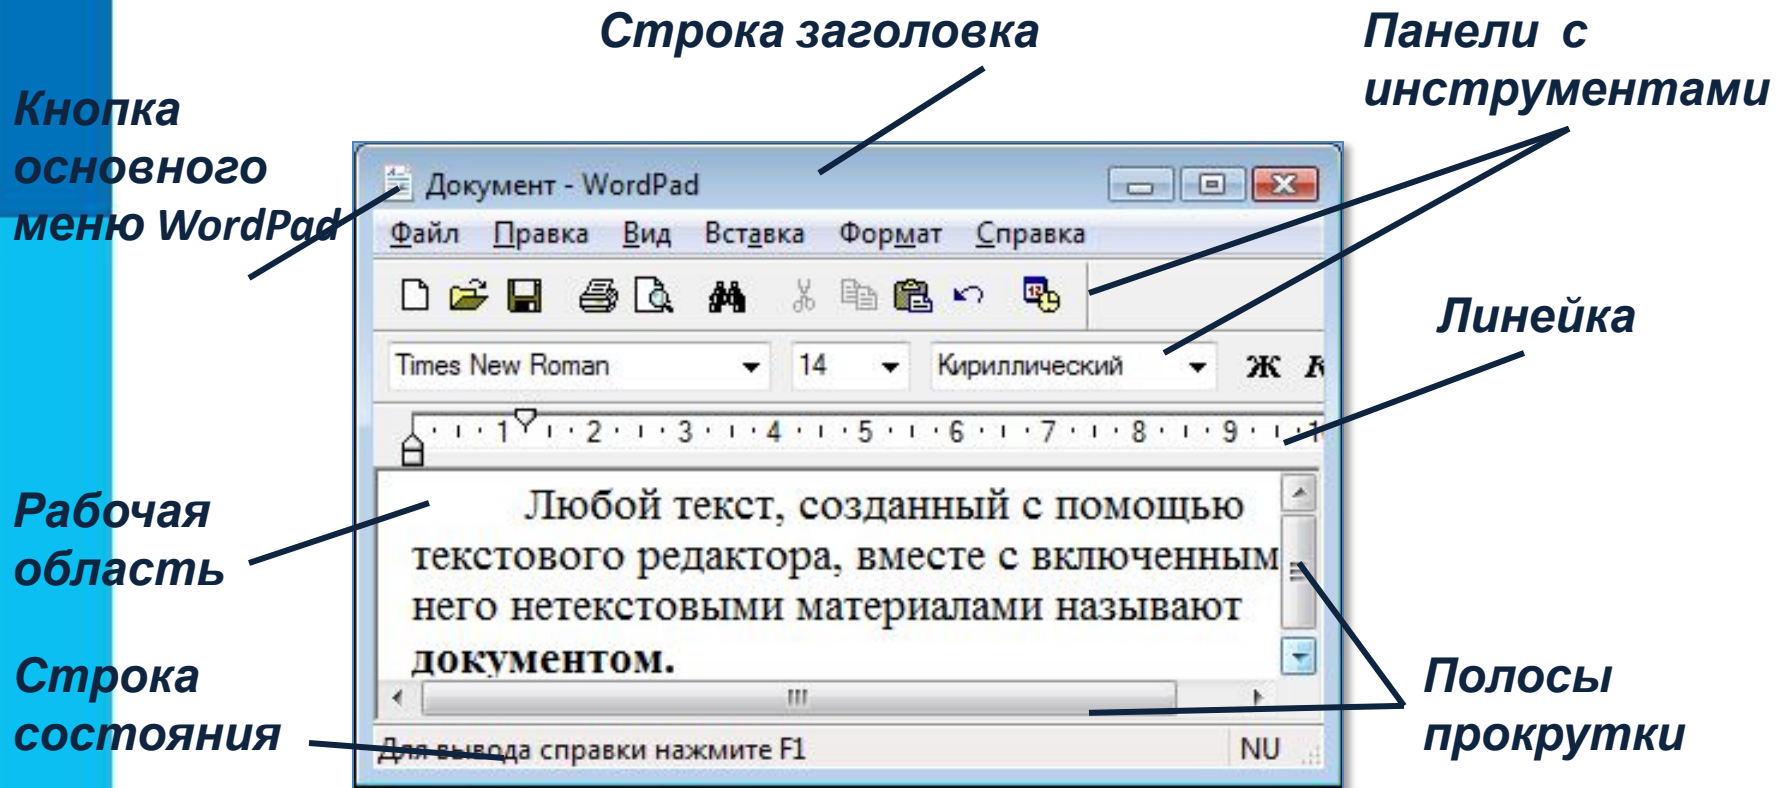 Строка заголовка
Панели с
инструментами
Кнопка
основного
меню WordPad
Документ - WordPad
Файл Правка Вид Вставка Формат Справка
Times New Roman 14 Кириллический Ж К
1 2 3 4 5 6 7 8 9 1
Линейка
Рабочая
область
Любой текст, созданный с помощью
текстового редактора, вместе с включенным
него нетекстовыми материалами называют
документом.
Строка
состояния
Полосы
прокрутки
Для вывода справки нажмите F1 NU